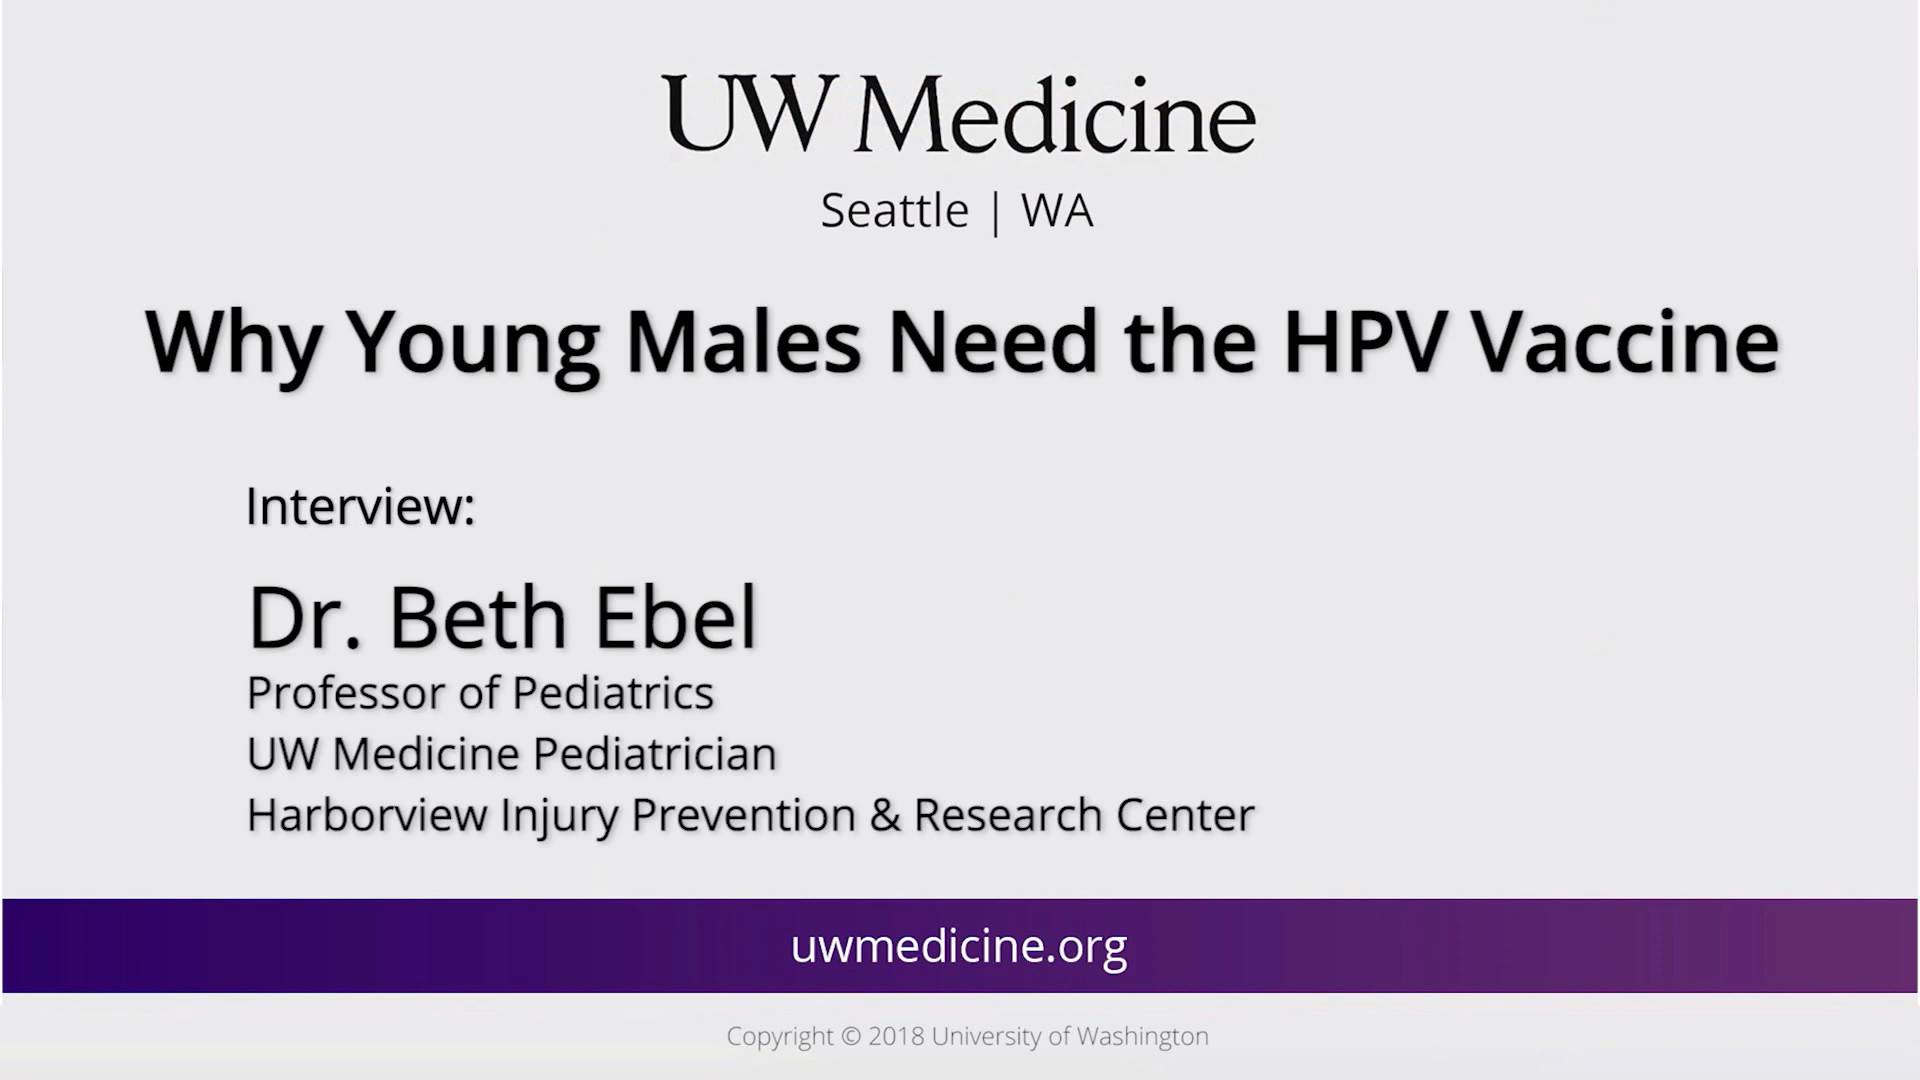 UW Medicine
Seattle | WA
Why Young Males Need the HPV Vaccine
Interview:
Dr. Beth Ebel
Professor of Pediatrics
UW Medicine Pediatrician
Harborview Injury Prevention & Research Center
uwmedicine.org
Copyright © 2018 University of Washington